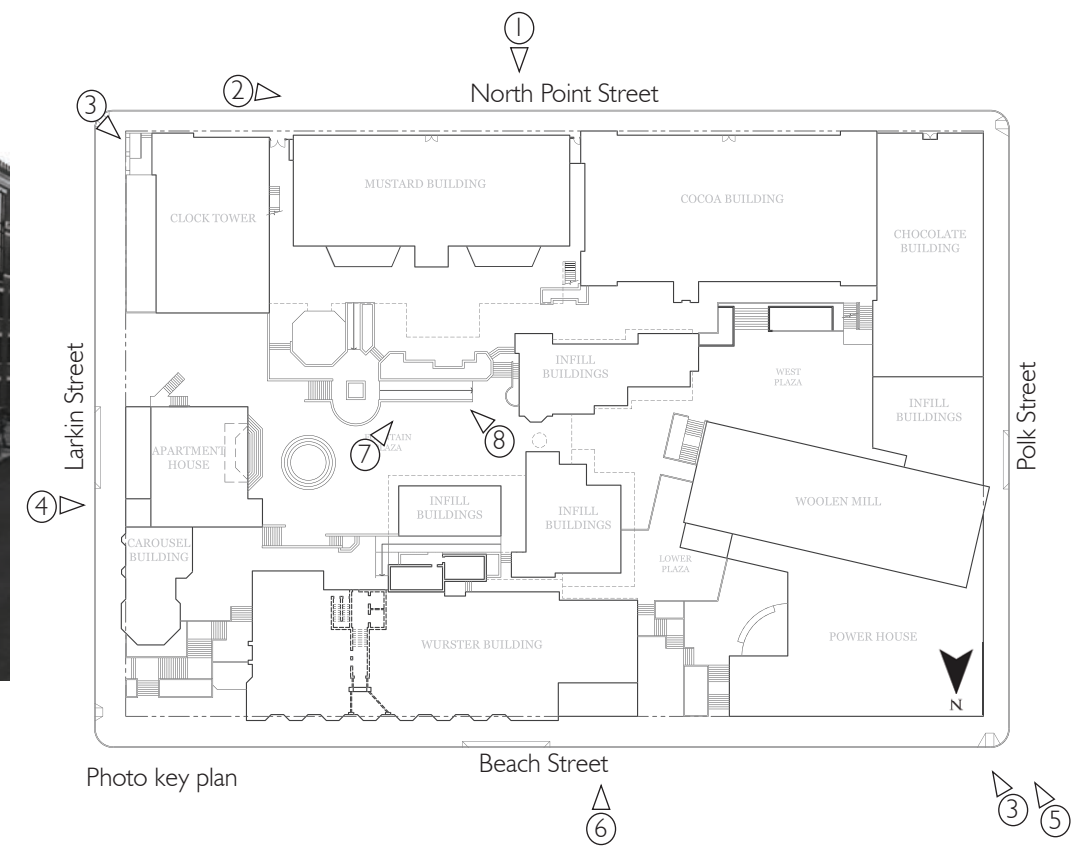 1
2
3
North Point Street
MUSTARD BUILDING
COCOA BUILDING
CLOCK TOWER
CHOCOLATE
BUILDING
Larkin Street
INFILL
BUILDINGS
WEST
PLAZA
INFILL
BUILDINGS
Polk Street
APARTMENT
HOUSE
7
FOUNTAIN
PLAZA
8
4
INFILL
BUILDINGS
INFILL
BUILDINGS
WOOLEN MILL
CAROUSEL
BUILDING
LOWER
PLAZA
WURSTER BUILDING
POWER HOUSE
N
Beach Street
Photo key plan
6
3
5